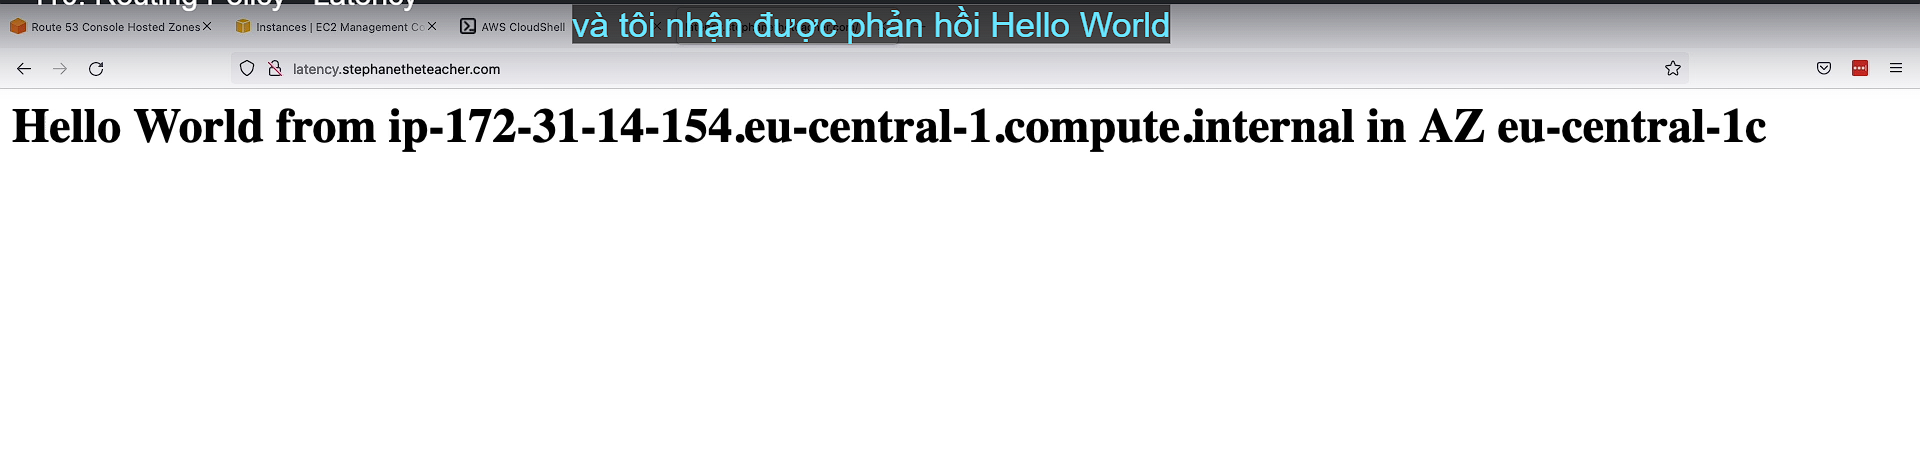 110. Routing Policy - Latency
và tôi nhận được phản hồi Hello World
Route 53 Console Hosted Zones
Instances | EC2 Management Co
AWS CloudShell
latency.stephanetheteacher.com
Hello World from ip-172-31-14-154.eu-central-1.compute.internal in AZ eu-central-1c